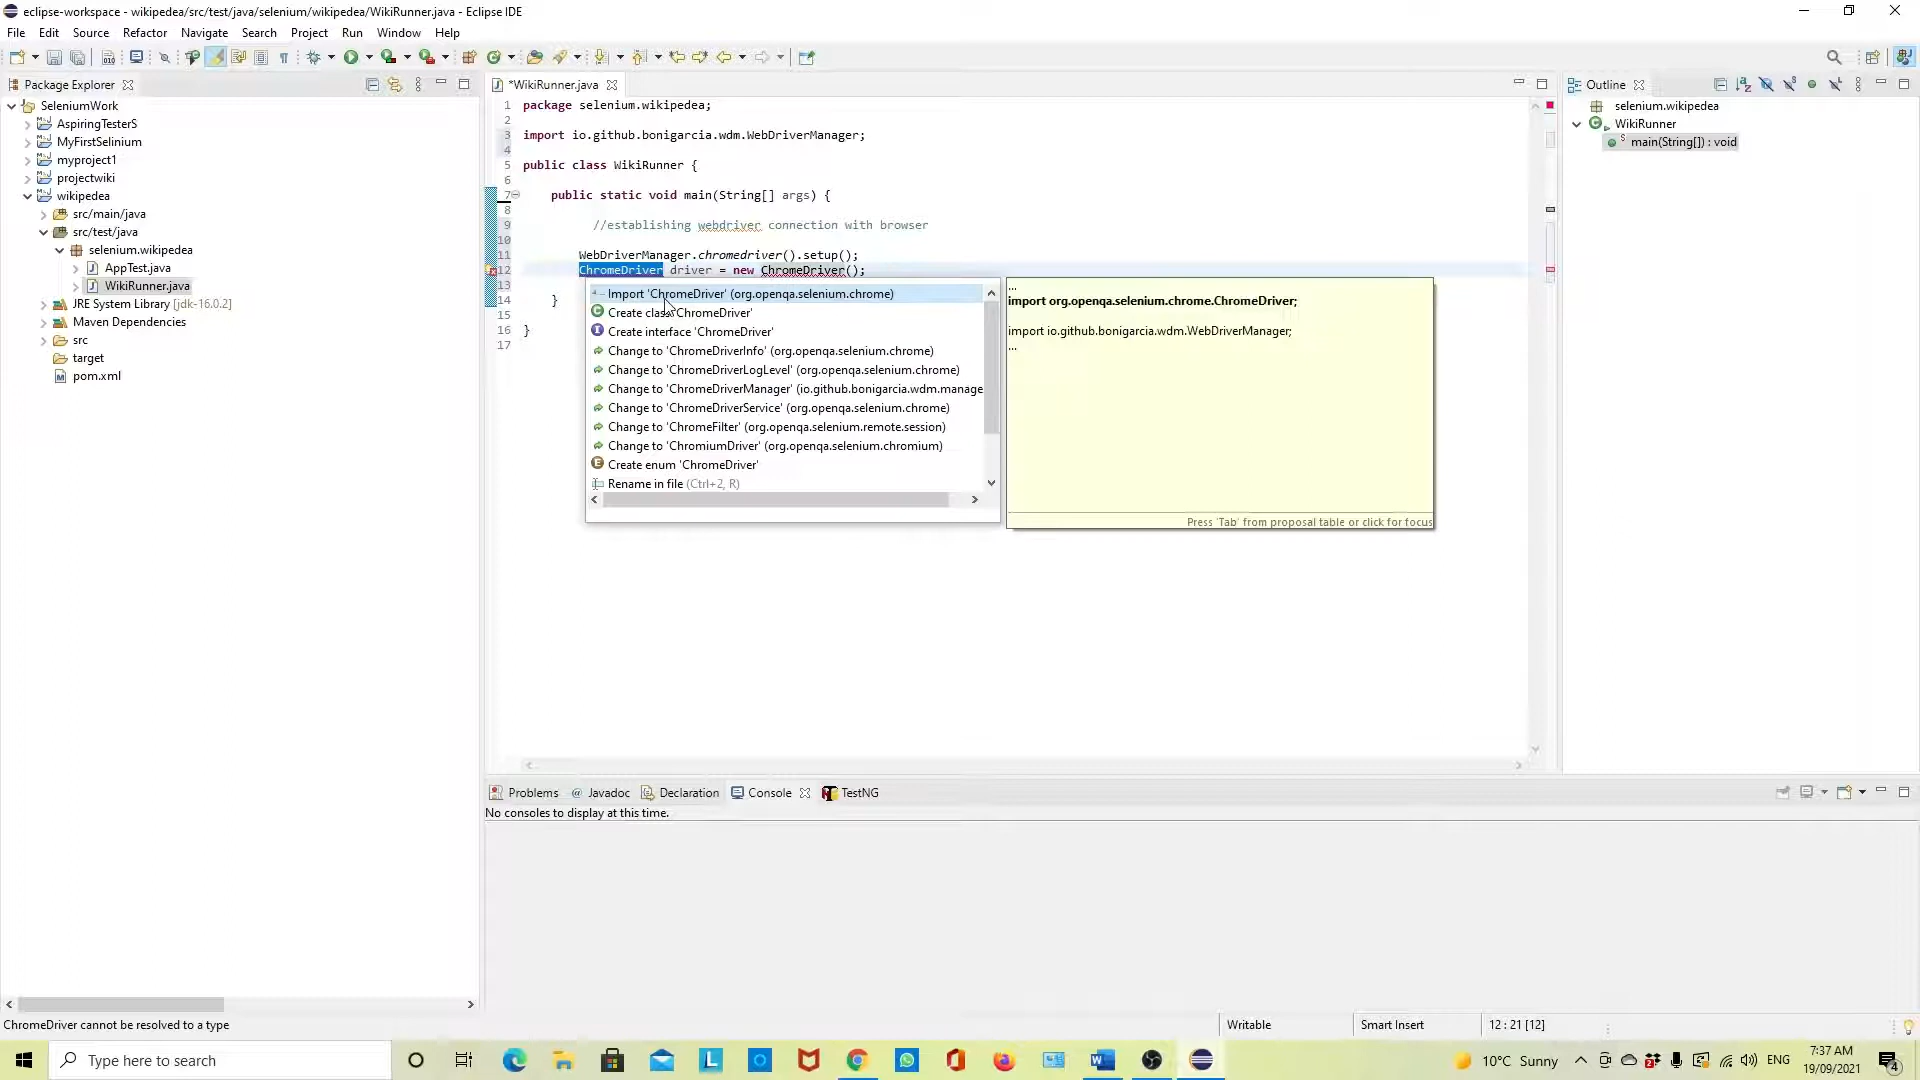 eclipse-workspace - wikipedea/src/test/java/selenium/wikipedea/WikiRunner.java - Eclipse IDE
File Edit Source Refactor Navigate Search Project Run Window Help
Package Explorer
SeleniumWork
AspiringTesterS
MyFirstSelinium
myproject1
projectwiki
wikipedea
src/main/java
src/test/java
selenium.wikipedea
AppTest.java
WikiRunner.java
JRE System Library [jdk-16.0.2]
Maven Dependencies
src
target
pom.xml
*WikiRunner.java
1 package selenium.wikipedea;
2
3 import io.github.bonigarcia.wdm.WebDriverManager;
4
5 public class WikiRunner {
6
7 public static void main(String[] args) {
8
9 //establishing webdriver connection with browser
10
11 WebDriverManager.chromedriver().setup();
12 ChromeDriver driver = new ChromeDriver();
13
14 }
15
16 }
17
Import 'ChromeDriver' (org.openqa.selenium.chrome)
Create class 'ChromeDriver'
Create interface 'ChromeDriver'
Change to 'ChromeDriverInfo' (org.openqa.selenium.chrome)
Change to 'ChromeDriverLogLevel' (org.openqa.selenium.chrome)
Change to 'ChromeDriverManager' (io.github.bonigarcia.wdm.manage
Change to 'ChromeDriverService' (org.openqa.selenium.chrome)
Change to 'ChromeFilter' (org.openqa.selenium.remote.session)
Change to 'ChromiumDriver' (org.openqa.selenium.chromium)
Create enum 'ChromeDriver'
Rename in file (Ctrl+2, R)
...
import org.openqa.selenium.chrome.ChromeDriver;
import io.github.bonigarcia.wdm.WebDriverManager;
...
Press 'Tab' from proposal table or click for focus
Outline
selenium.wikipedea
WikiRunner
main(String[]) : void
Problems Javadoc Declaration Console TestNG
No consoles to display at this time.
ChromeDriver cannot be resolved to a type
Writable Smart Insert 12 : 21 [12]
Type here to search
10°C Sunny
ENG
7:37 AM
19/09/2021
4